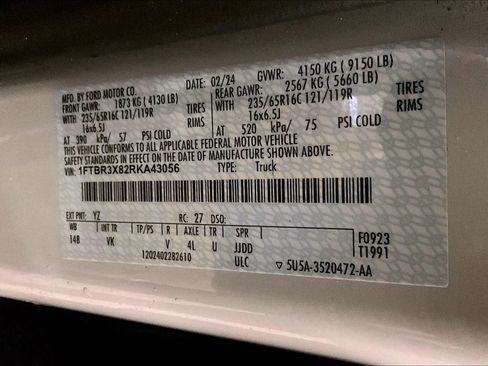 MFD. BY FORD MOTOR CO.
02/24 GVWR: 4150 KG ( 9150 LB)
FRONT GAWR: 1873 KG ( 4130 LB) REAR GAWR: 2567 KG ( 5660 LB)
WITH 235/65R16C 121/119R TIRES WITH 235/65R16C 121/119R TIRES
16x6.5J RIMS 16x6.5J RIMS
AT 390 kPa/ 57 PSI COLD AT 520 kPa/ 75 PSI COLD
THIS VEHICLE CONFORMS TO ALL APPLICABLE FEDERAL MOTOR VEHICLE
SAFETY STANDARDS IN EFFECT ON THE DATE OF MANUFACTURE SHOWN ABOVE.
VIN: 1FTBR3X82RKA43056 TYPE: Truck
EXT PNT: YZ RC: 27 DSO:
WB INT TR TP/PS R AXLE TR SPR F0923
14B VK V 4L U JJDD T1991
1202402282610 ULC ▽ 5U5A-3520472-AA